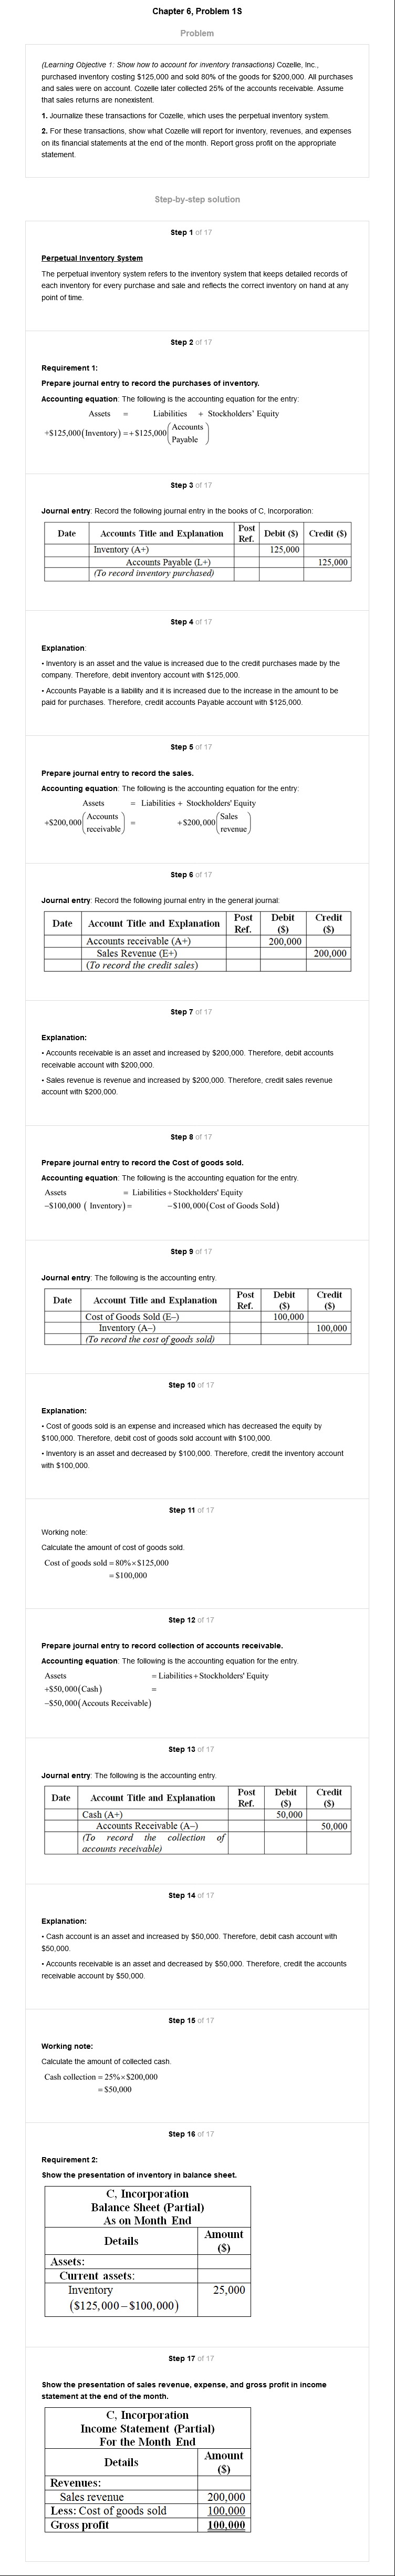 Chapter 6, Problem 1S
Problem
(Learning Objective 1: Show how to account for inventory transactions) Cozelle, Inc.,
purchased inventory costing $125,000 and sold 80% of the goods for $200,000. All purchases
and sales were on account. Cozelle later collected 25% of the accounts receivable. Assume
that sales returns are nonexistent.
1. Journalize these transactions for Cozelle, which uses the perpetual inventory system.
2. For these transactions, show what Cozelle will report for inventory, revenues, and expenses
on its financial statements at the end of the month. Report gross profit on the appropriate
statement.
Step-by-step solution
Step 1 of 17
Perpetual Inventory System
The perpetual inventory system refers to the inventory system that keeps detailed records of
each inventory for every purchase and sale and reflects the correct inventory on hand at any
point of time.
Step 2 of 17
Requirement 1:
Prepare journal entry to record the purchases of inventory.
Accounting equation: The following is the accounting equation for the entry:
Assets = Liabilities + Stockholders' Equity
+$125,000(Inventory) =+$125,000(Accounts
Payable)
Step 3 of 17
Journal entry: Record the following journal entry in the books of C, Incorporation:
Date Accounts Title and Explanation Post Ref. Debit ($) Credit ($)
Inventory (A+) 125,000
Accounts Payable (L+) 125,000
(To record inventory purchased)
Step 4 of 17
Explanation:
• Inventory is an asset and the value is increased due to the credit purchases made by the
company. Therefore, debit inventory account with $125,000.
• Accounts Payable is a liability and it is increased due to the increase in the amount to be
paid for purchases. Therefore, credit accounts Payable account with $125,000.
Step 5 of 17
Prepare journal entry to record the sales.
Accounting equation: The following is the accounting equation for the entry:
Assets = Liabilities + Stockholders' Equity
+$200,000(Accounts receivable) = +$200,000(Sales revenue)
Step 6 of 17
Journal entry: Record the following journal entry in the general journal:
Date Account Title and Explanation Post Ref. Debit ($) Credit ($)
Accounts receivable (A+) 200,000
Sales Revenue (E+) 200,000
(To record the credit sales)
Step 7 of 17
Explanation:
• Accounts receivable is an asset and increased by $200,000. Therefore, debit accounts
receivable account with $200,000.
• Sales revenue is revenue and increased by $200,000. Therefore, credit sales revenue
account with $200,000.
Step 8 of 17
Prepare journal entry to record the Cost of goods sold.
Accounting equation: The following is the accounting equation for the entry.
Assets = Liabilities+Stockholders' Equity
−$100,000 ( Inventory)= −$100,000(Cost of Goods Sold)
Step 9 of 17
Journal entry: The following is the accounting entry.
Date Account Title and Explanation Post Ref. Debit ($) Credit ($)
Cost of Goods Sold (E–) 100,000
Inventory (A–) 100,000
(To record the cost of goods sold)
Step 10 of 17
Explanation:
• Cost of goods sold is an expense and increased which has decreased the equity by
$100,000. Therefore, debit cost of goods sold account with $100,000.
• Inventory is an asset and decreased by $100,000. Therefore, credit the inventory account
with $100,000.
Step 11 of 17
Working note:
Calculate the amount of cost of goods sold.
Cost of goods sold = 80%×$125,000
= $100,000
Step 12 of 17
Prepare journal entry to record collection of accounts receivable.
Accounting equation: The following is the accounting equation for the entry.
Assets = Liabilities+Stockholders' Equity
+$50,000(Cash) =
−$50,000(Accouts Receivable)
Step 13 of 17
Journal entry: The following is the accounting entry.
Date Account Title and Explanation Post Ref. Debit ($) Credit ($)
Cash (A+) 50,000
Accounts Receivable (A–) 50,000
(To record the collection of
accounts receivable)
Step 14 of 17
Explanation:
• Cash account is an asset and increased by $50,000. Therefore, debit cash account with
$50,000.
• Accounts receivable is an asset and decreased by $50,000. Therefore, credit the accounts
receivable account by $50,000.
Step 15 of 17
Working note:
Calculate the amount of collected cash.
Cash collection = 25%×$200,000
= $50,000
Step 16 of 17
Requirement 2:
Show the presentation of inventory in balance sheet.
C, Incorporation
Balance Sheet (Partial)
As on Month End
Details Amount ($)
Assets:
Current assets:
Inventory 25,000
($125,000−$100,000)
Step 17 of 17
Show the presentation of sales revenue, expense, and gross profit in income
statement at the end of the month.
C, Incorporation
Income Statement (Partial)
For the Month End
Details Amount ($)
Revenues:
Sales revenue 200,000
Less: Cost of goods sold 100,000
Gross profit 100,000